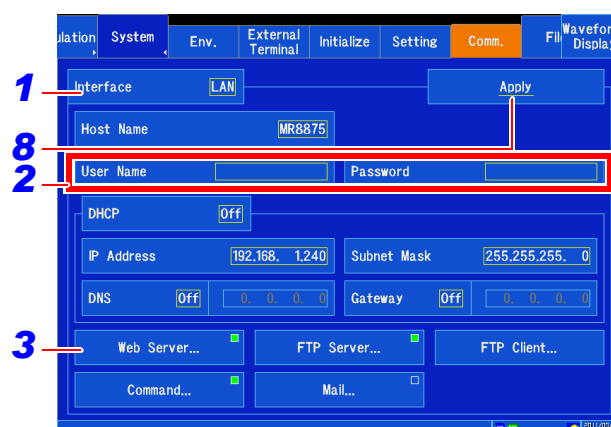 ulation System Env. External Terminal Initialize Setting Comm. Fil Wavefor Displa
1 Interface LAN Apply
Host Name MR8875
8
2 User Name Password
DHCP Off
IP Address 192.168. 1.240 Subnet Mask 255.255.255. 0
DNS Off 0. 0. 0. 0 Gateway Off 0. 0. 0. 0
3 Web Server... FTP Server... FTP Client...
Command... Mail...